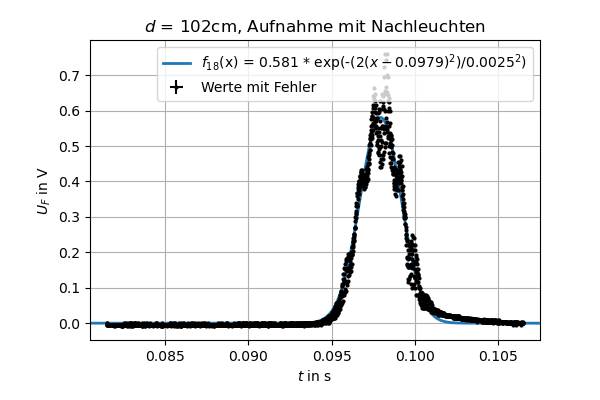 d = 102cm, Aufnahme mit Nachleuchten
f18(x) = 0.581 * exp(-(2(x − 0.0979)²)/0.0025²)
Werte mit Fehler
0.7
0.6
0.5
0.4
0.3
0.2
0.1
0.0
U_F in V
0.085 0.090 0.095 0.100 0.105
t in s